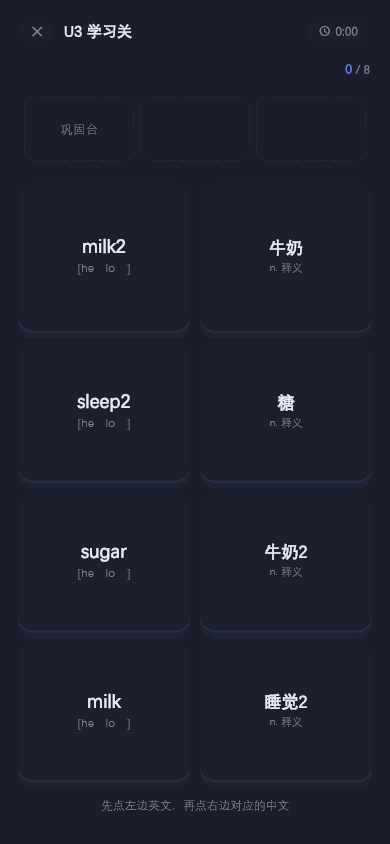 U3 学习关
0:00
0 / 8
巩固台
milk2
[he lo ]
牛奶
n. 释义
sleep2
[he lo ]
糖
n. 释义
sugar
[he lo ]
牛奶2
n. 释义
milk
[he lo ]
睡觉2
n. 释义
先点左边英文，再点右边对应的中文